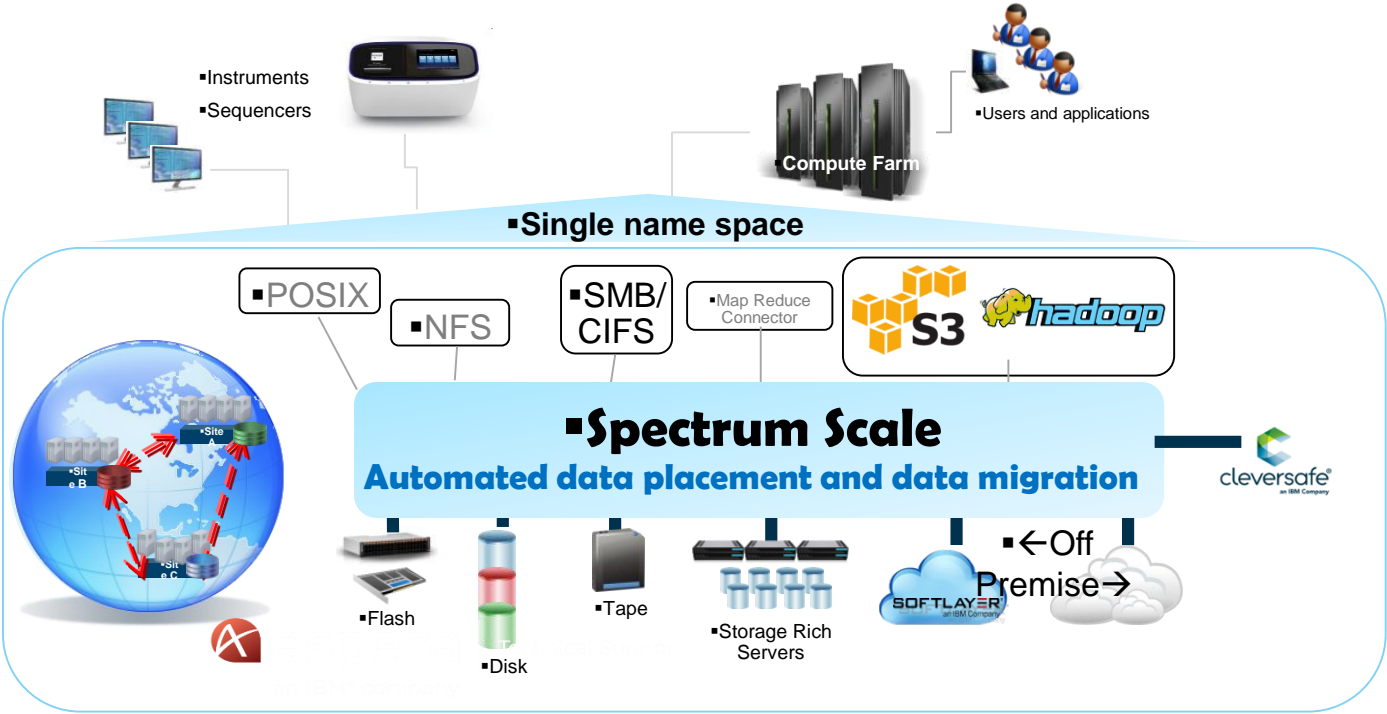 ▪Instruments
▪Sequencers
▪Users and applications
▪Compute Farm
▪Single name space
▪POSIX
▪NFS
▪SMB/
CIFS
▪Map Reduce
Connector
S3
hadoop
▪Site
A
▪Sit
e B
▪Sit
e C
▪Spectrum Scale
Automated data placement and data migration
cleversafe®
an IBM Company
▪Flash
▪Disk
▪Tape
▪Storage Rich
Servers
SOFTLAYER®
an IBM Company
▪←Off
Premise→